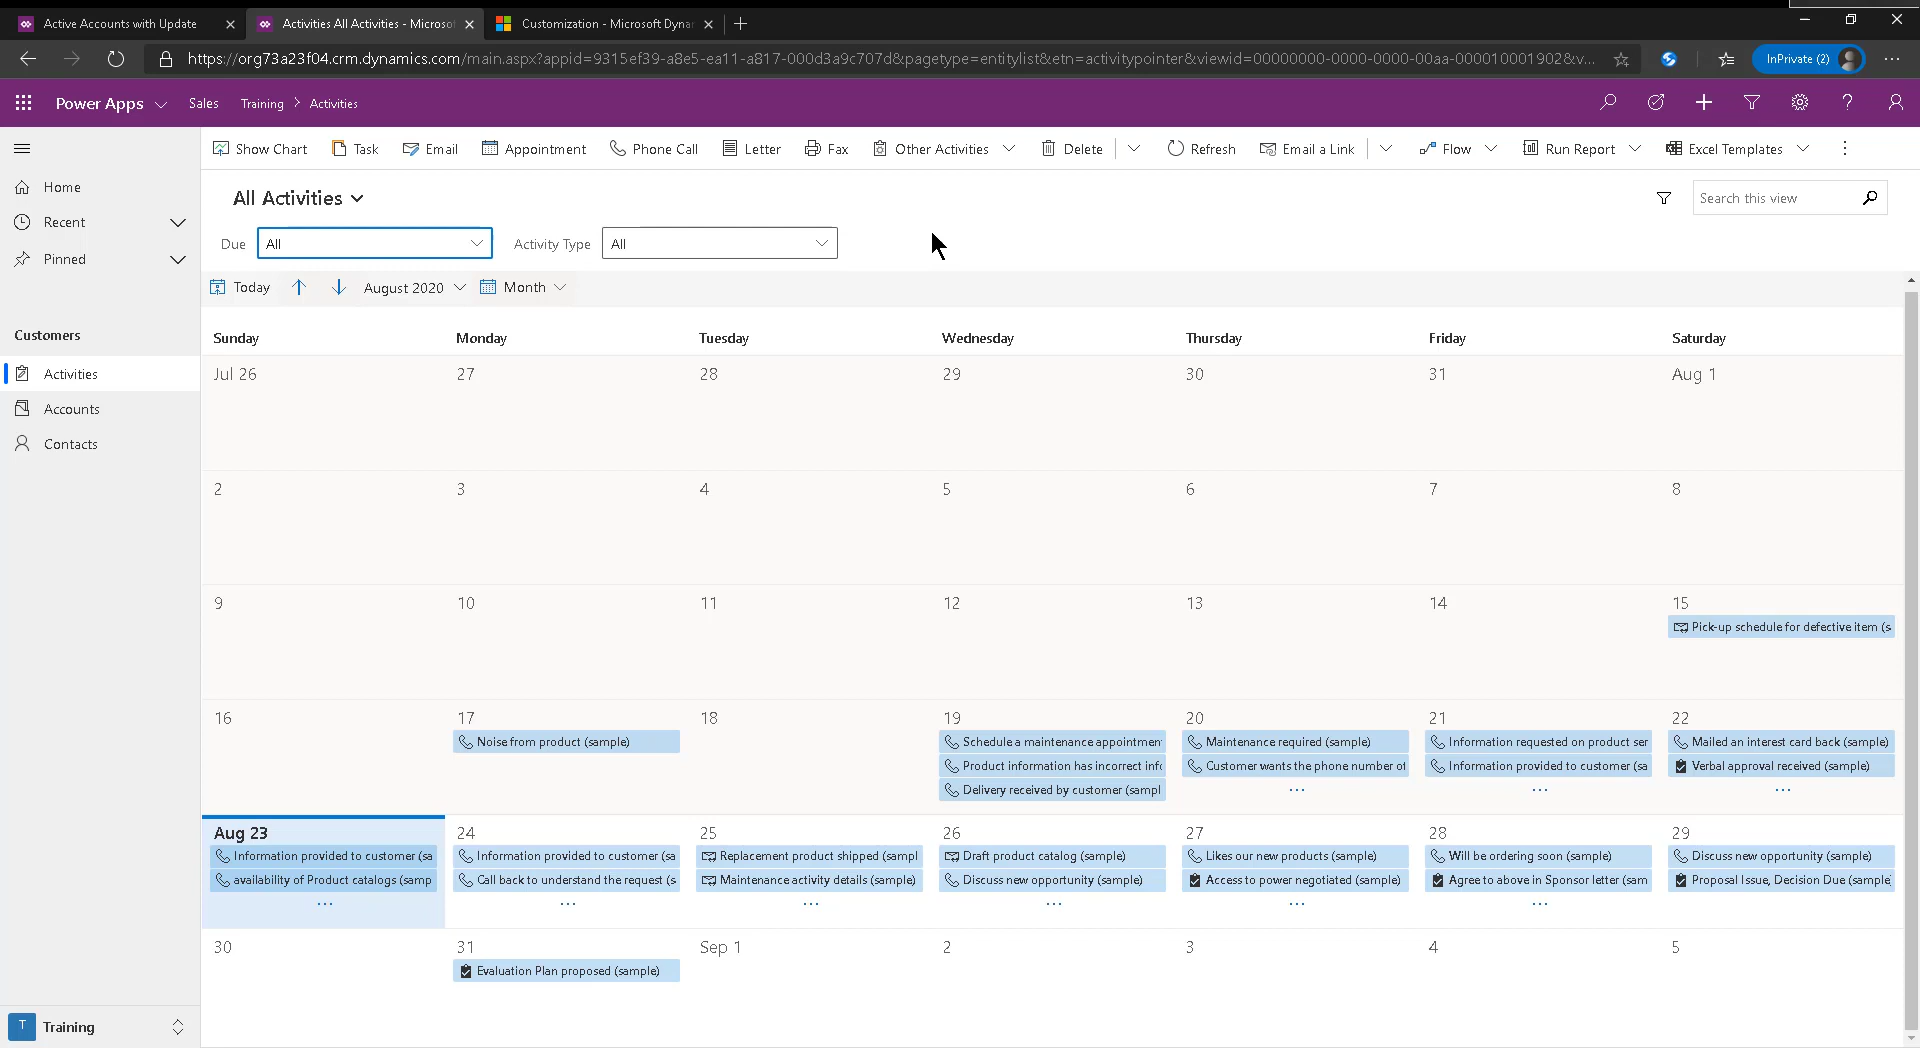 Active Accounts with Update
Activities All Activities - Microsof
Customization - Microsoft Dynar
https://org73a23f04.crm.dynamics.com/main.aspx?appid=9315ef39-a8e5-ea11-a817-000d3a9c707d&pagetype=entitylist&etn=activitypointer&viewid=00000000-0000-0000-00aa-000010001902&v...
InPrivate (2)
Power Apps
Sales
Training > Activities
Show Chart
Task
Email
Appointment
Phone Call
Letter
Fax
Other Activities
Delete
Refresh
Email a Link
Flow
Run Report
Excel Templates
Home
Recent
Pinned
Customers
Activities
Accounts
Contacts
T Training
All Activities
Search this view
Due All
Activity Type All
Today
August 2020
Month
Sunday Monday Tuesday Wednesday Thursday Friday Saturday
Jul 26 27 28 29 30 31 Aug 1
2 3 4 5 6 7 8
9 10 11 12 13 14 15
Pick-up schedule for defective item (s
16 17 18 19 20 21 22
Noise from product (sample)
Schedule a maintenance appointmen
Maintenance required (sample)
Information requested on product ser
Mailed an interest card back (sample)
Product information has incorrect info
Customer wants the phone number of
Information provided to customer (sa
Verbal approval received (sample)
Delivery received by customer (sampl
... ... ...
Aug 23 24 25 26 27 28 29
Information provided to customer (sa
Information provided to customer (sa
Replacement product shipped (sampl
Draft product catalog (sample)
Likes our new products (sample)
Will be ordering soon (sample)
Discuss new opportunity (sample)
availability of Product catalogs (samp
Call back to understand the request (s
Maintenance activity details (sample)
Discuss new opportunity (sample)
Access to power negotiated (sample)
Agree to above in Sponsor letter (sam
Proposal Issue, Decision Due (sample
... ... ... ... ... ...
30 31 Sep 1 2 3 4 5
Evaluation Plan proposed (sample)